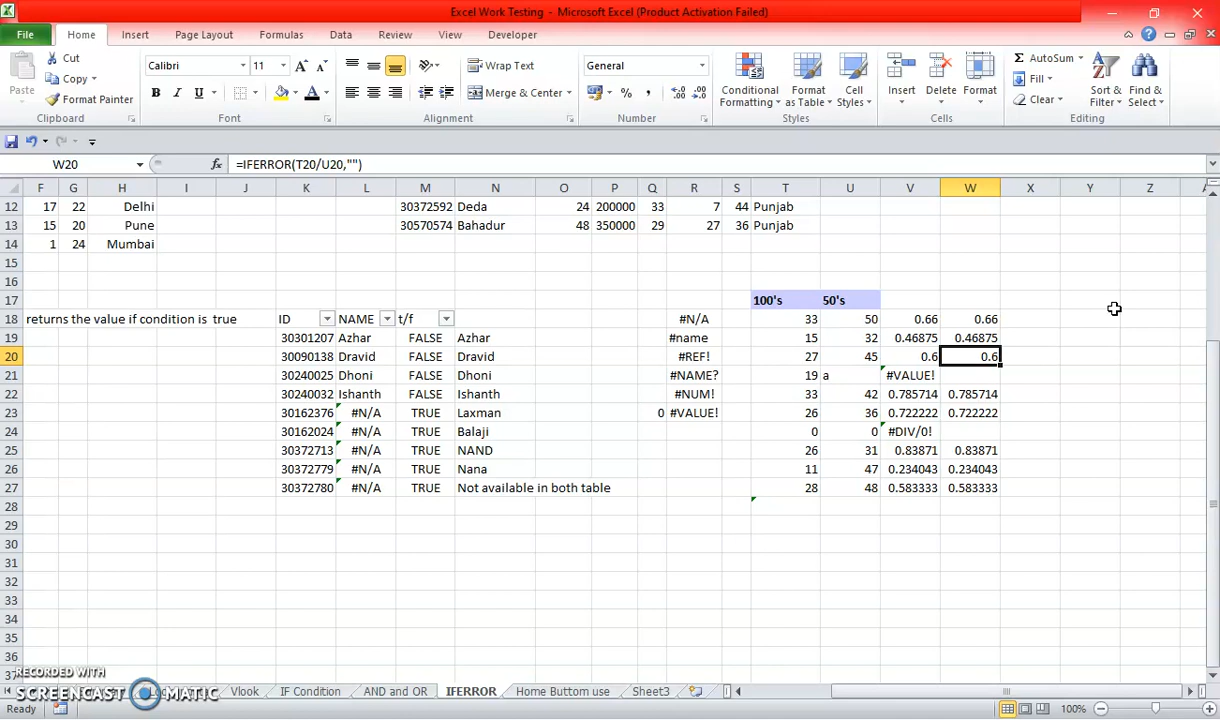 Excel Work Testing - Microsoft Excel (Product Activation Failed)
File Home Insert Page Layout Formulas Data Review View Developer
Paste Cut Copy Format Painter Clipboard
Calibri 11 B I U Font
Wrap Text Merge & Center Alignment
General % , Number
Conditional Formatting Format as Table Cell Styles Styles
Insert Delete Format Cells
AutoSum Fill Clear Sort & Filter Find & Select Editing
W20 fx =IFERROR(T20/U20,"")
F G H I J K L M N O P Q R S T U V W X Y Z
12 17 22 Delhi 30372592 Deda 24 200000 33 7 44 Punjab
13 15 20 Pune 30570574 Bahadur 48 350000 29 27 36 Punjab
14 1 24 Mumbai
15
16
17 100's 50's
18 returns the value if condition is true ID NAME t/f #N/A 33 50 0.66 0.66
19 30301207 Azhar FALSE Azhar #name 15 32 0.46875 0.46875
20 30090138 Dravid FALSE Dravid #REF! 27 45 0.6 0.6
21 30240025 Dhoni FALSE Dhoni #NAME? 19 a #VALUE!
22 30240032 Ishanth FALSE Ishanth #NUM! 33 42 0.785714 0.785714
23 30162376 #N/A TRUE Laxman 0 #VALUE! 26 36 0.722222 0.722222
24 30162024 #N/A TRUE Balaji 0 0 #DIV/0!
25 30372713 #N/A TRUE NAND 26 31 0.83871 0.83871
26 30372779 #N/A TRUE Nana 11 47 0.234043 0.234043
27 30372780 #N/A TRUE Not available in both table 28 48 0.583333 0.583333
28
29
30
31
32
33
34
35
36
37
RECORDED WITH
SCREENCAST MATIC
Vlook IF Condition AND and OR IFERROR Home Buttom use Sheet3
Ready 100%